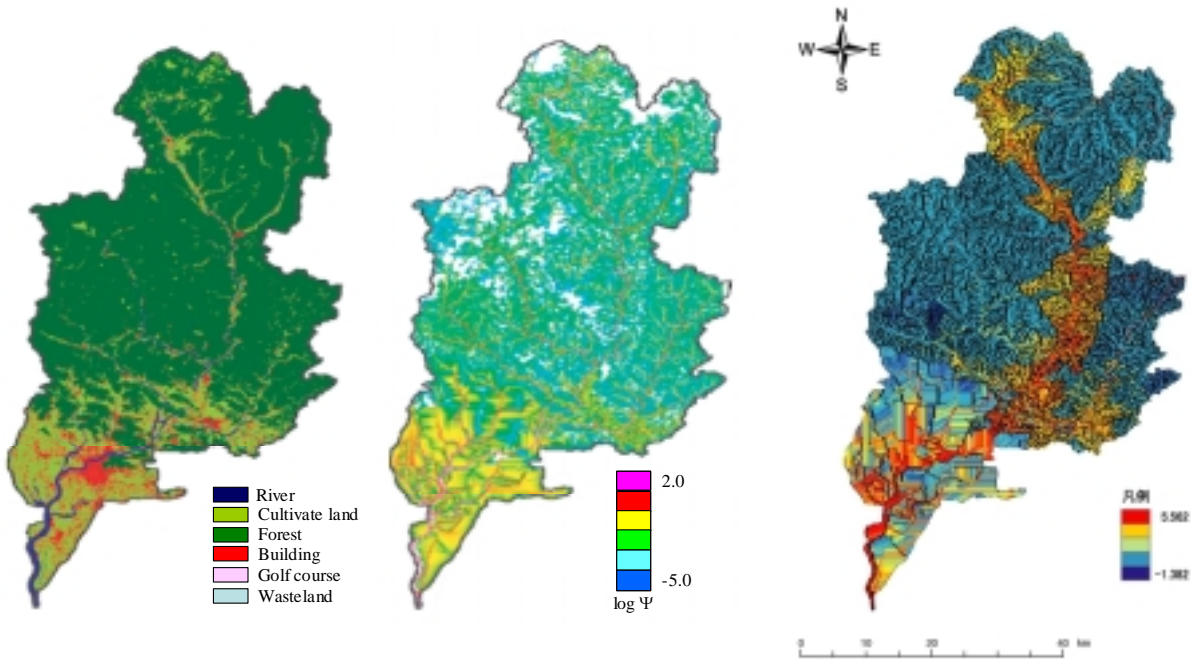 N
W E
S
River
Cultivate land
Forest
Building
Golf course
Wasteland
2.0
-5.0
log Ψ
凡例
5.562
-1.382
0 10 20 40 km